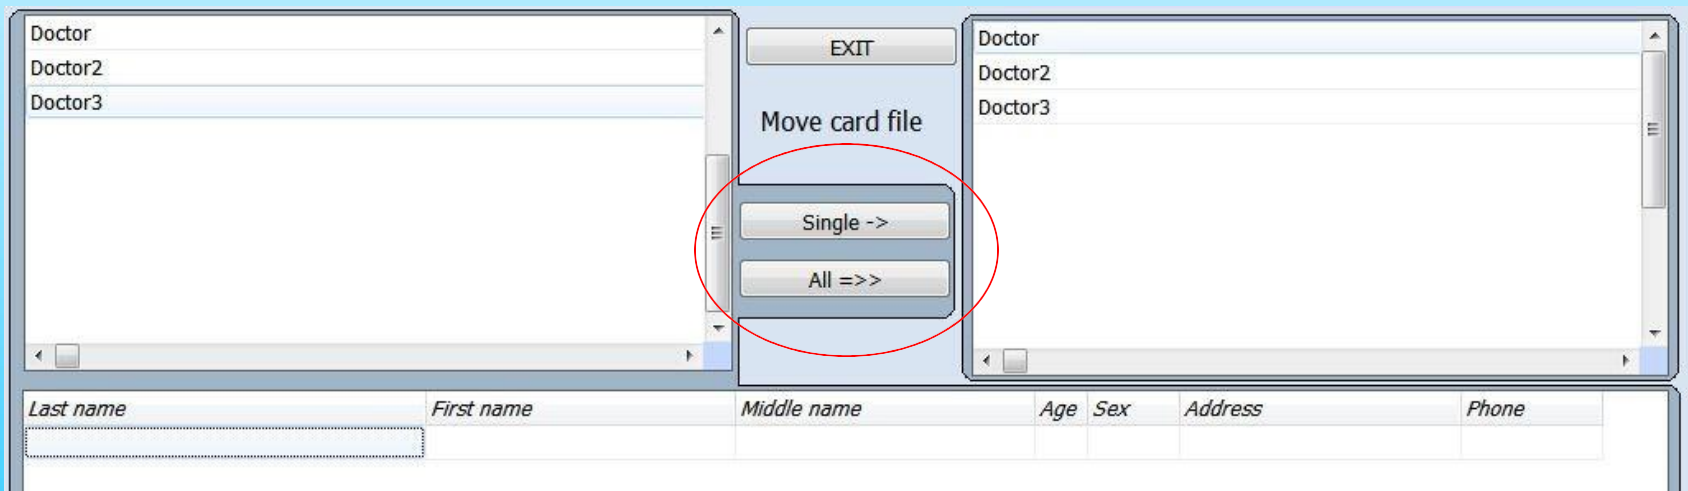 Doctor
Doctor2
Doctor3
EXIT
Move card file
Single ->
All =>>
Doctor
Doctor2
Doctor3
Last name First name Middle name Age Sex Address Phone